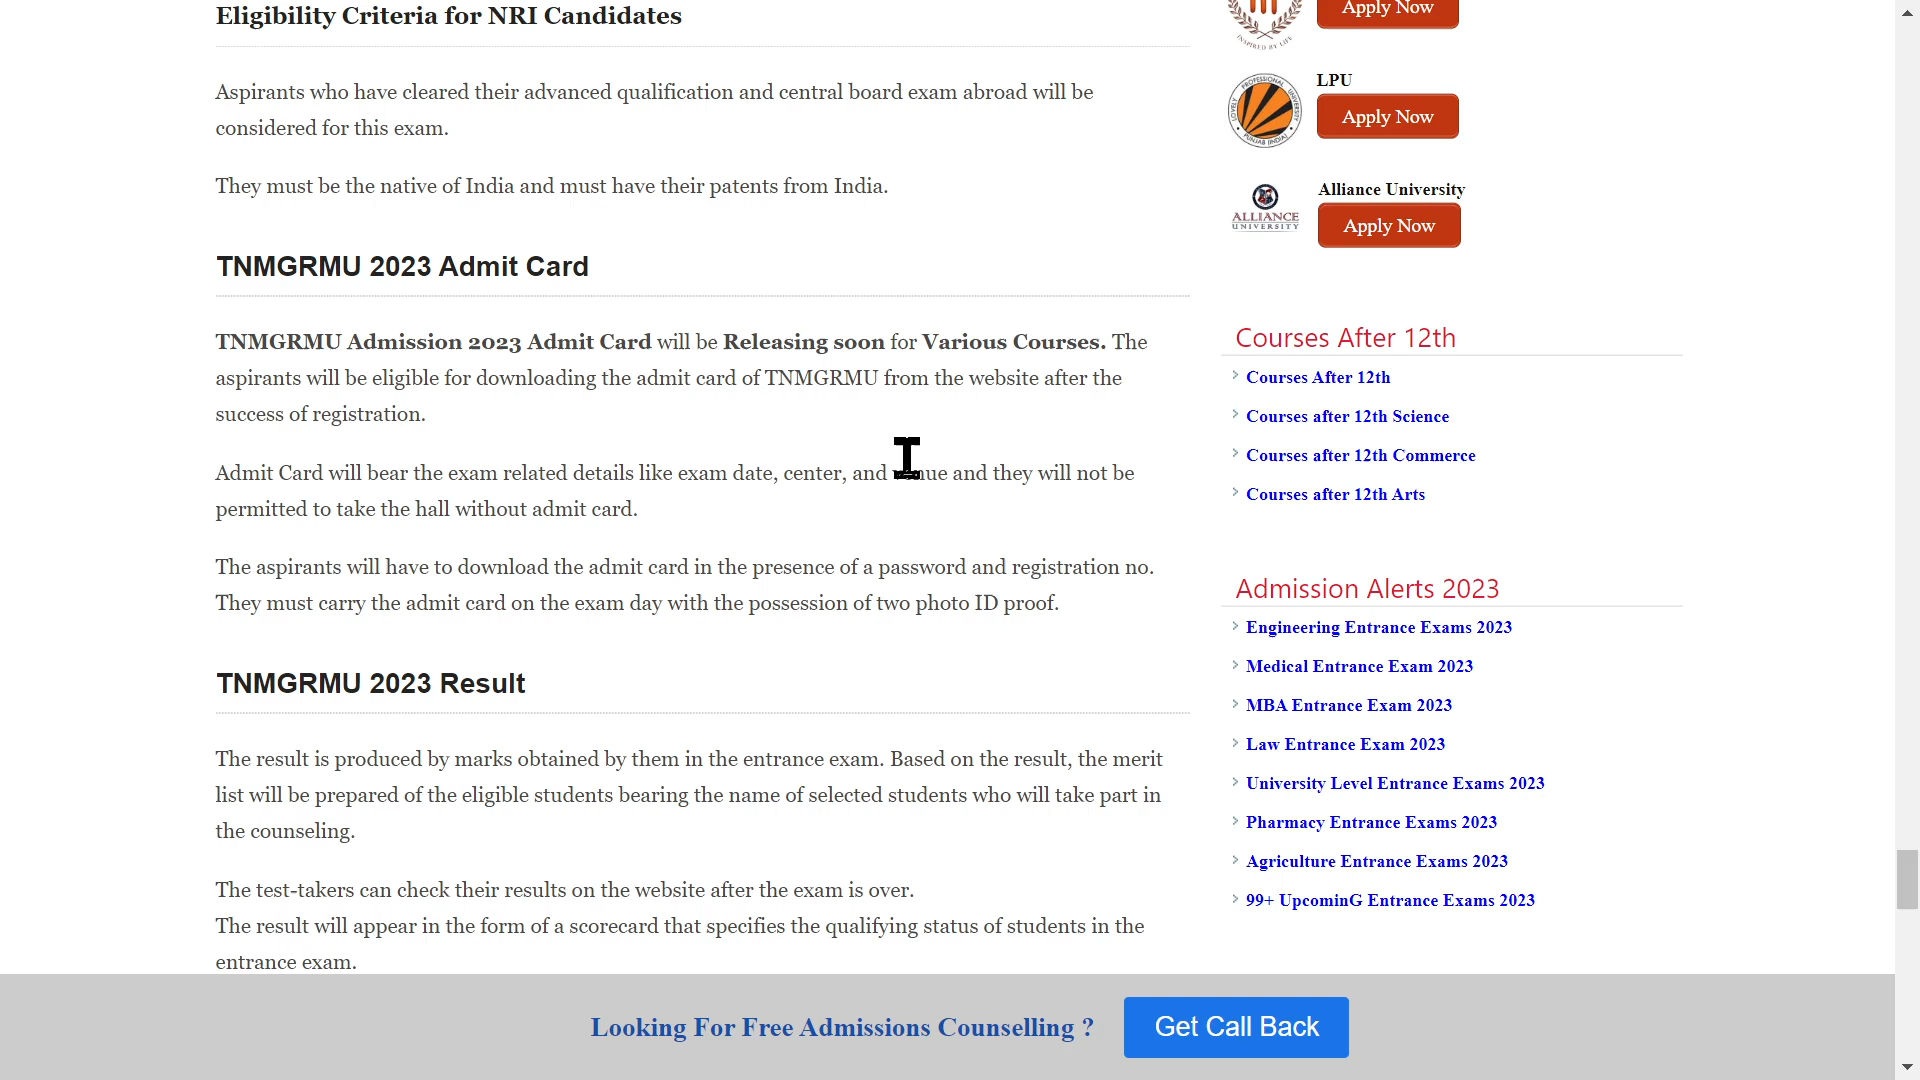 Eligibility Criteria for NRI Candidates
Aspirants who have cleared their advanced qualification and central board exam abroad will be
considered for this exam.
They must be the native of India and must have their patents from India.
TNMGRMU 2023 Admit Card
TNMGRMU Admission 2023 Admit Card will be Releasing soon for Various Courses. The
aspirants will be eligible for downloading the admit card of TNMGRMU from the website after the
success of registration.
Admit Card will bear the exam related details like exam date, center, and venue and they will not be
permitted to take the hall without admit card.
The aspirants will have to download the admit card in the presence of a password and registration no.
They must carry the admit card on the exam day with the possession of two photo ID proof.
TNMGRMU 2023 Result
The result is produced by marks obtained by them in the entrance exam. Based on the result, the merit
list will be prepared of the eligible students bearing the name of selected students who will take part in
the counseling.
The test-takers can check their results on the website after the exam is over.
The result will appear in the form of a scorecard that specifies the qualifying status of students in the
entrance exam.
INSPIRED BY LIFE
Apply Now
LOVELY PROFESSIONAL UNIVERSITY
PUNJAB (INDIA)
LPU
Apply Now
ALLIANCE
UNIVERSITY
Alliance University
Apply Now
Courses After 12th
Courses After 12th
Courses after 12th Science
Courses after 12th Commerce
Courses after 12th Arts
Admission Alerts 2023
Engineering Entrance Exams 2023
Medical Entrance Exam 2023
MBA Entrance Exam 2023
Law Entrance Exam 2023
University Level Entrance Exams 2023
Pharmacy Entrance Exams 2023
Agriculture Entrance Exams 2023
99+ UpcominG Entrance Exams 2023
Looking For Free Admissions Counselling ?
Get Call Back